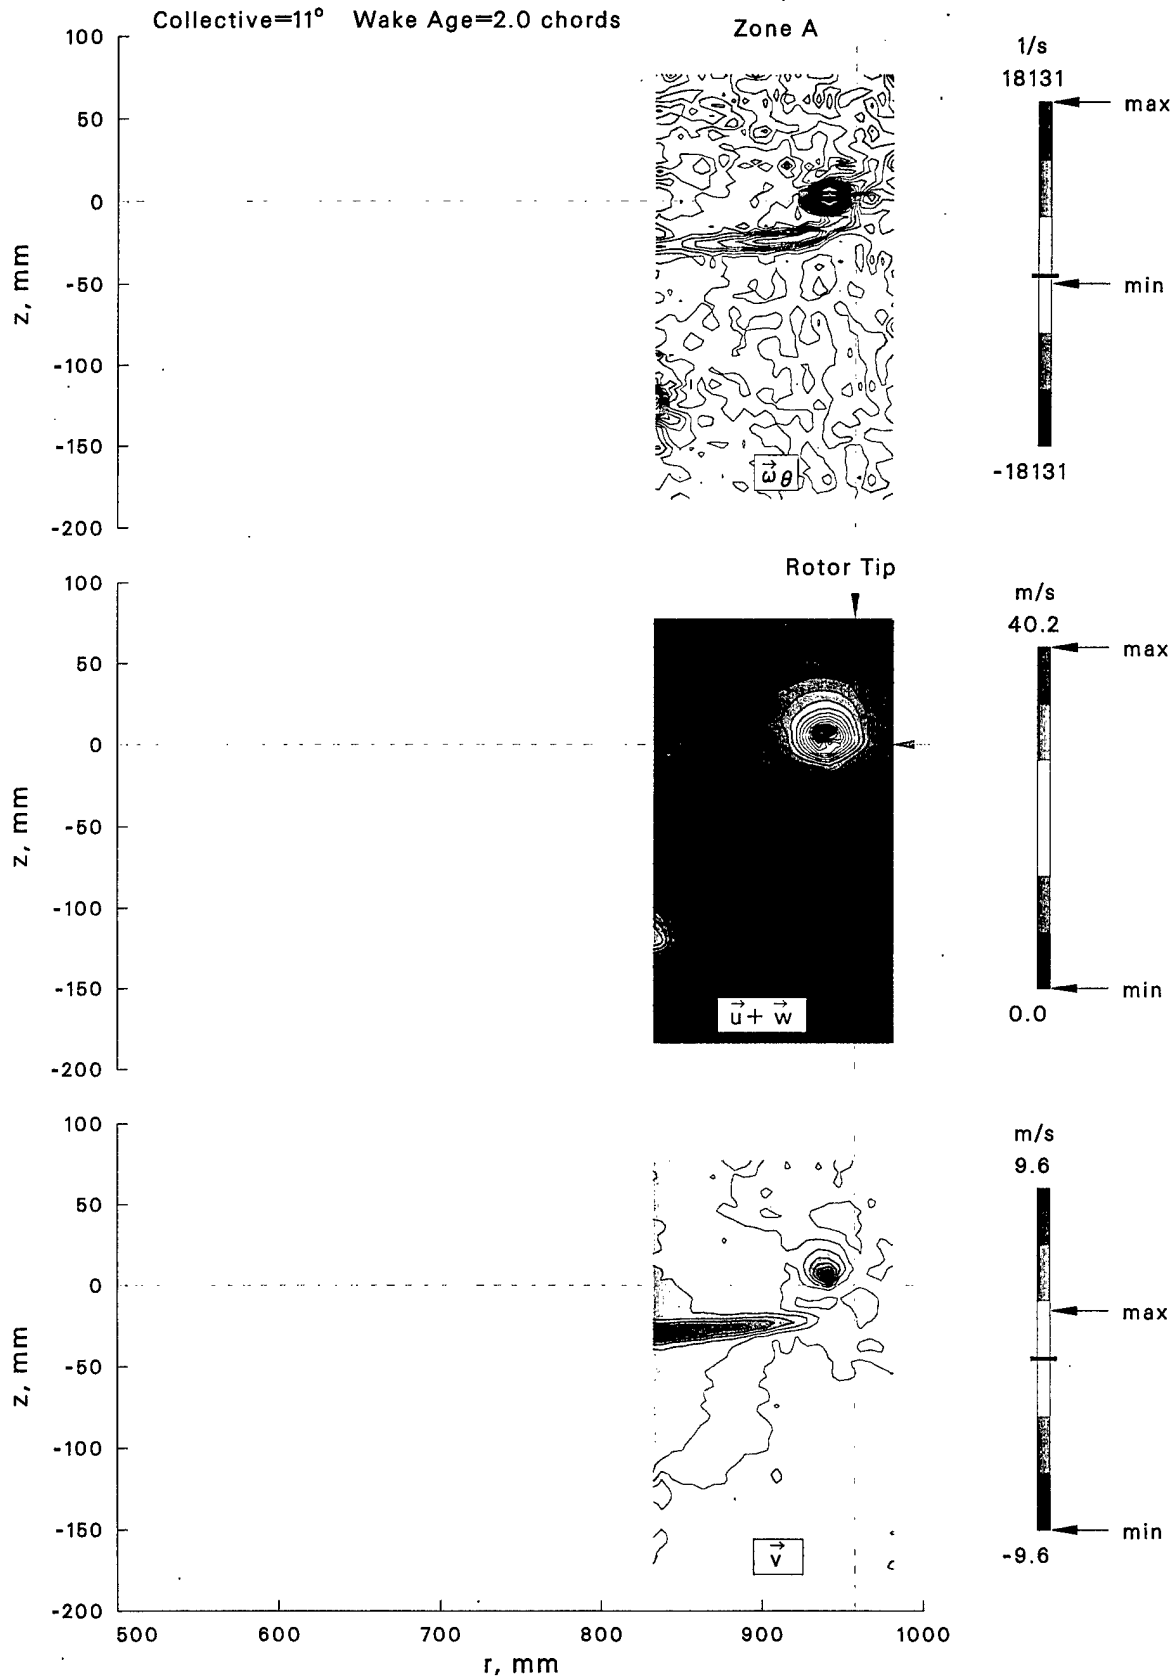 Collective=11° Wake Age=2.0 chords
Zone A
100
50
0
-50
-100
-150
-200
z, mm
1/s
18131
max
min
-18131
ω⃗θ
Rotor Tip
100
50
0
-50
-100
-150
-200
z, mm
m/s
40.2
max
min
0.0
u⃗ + w⃗
100
50
0
-50
-100
-150
-200
z, mm
m/s
9.6
max
min
-9.6
v⃗
500 600 700 800 900 1000
r, mm